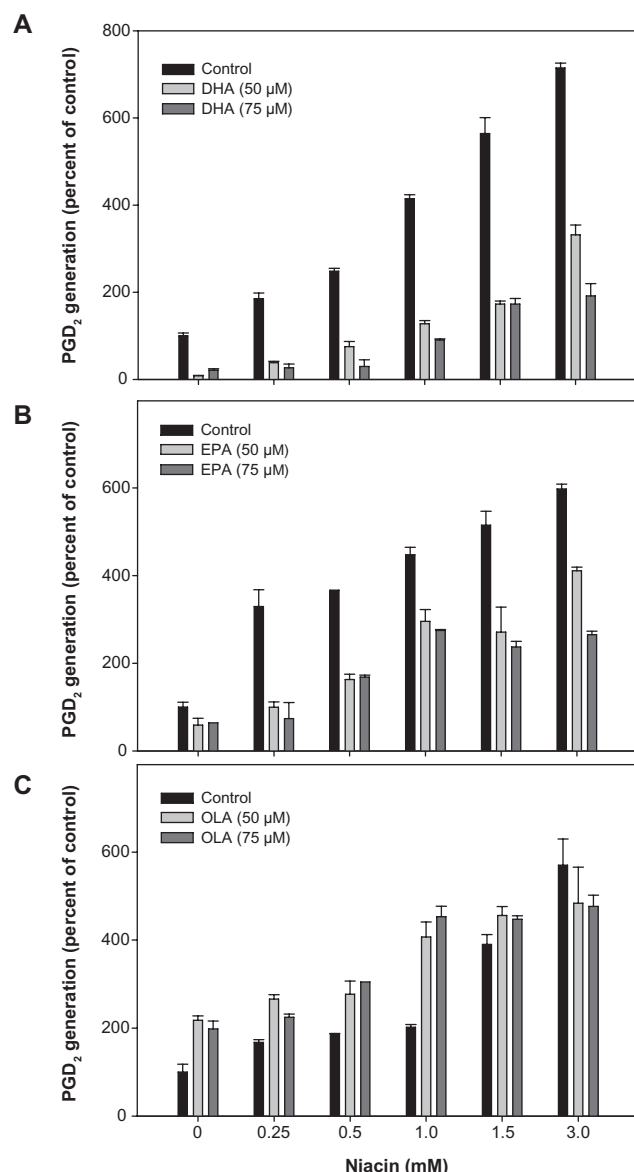 A
PGD₂ generation (percent of control)
800
600
400
200
0
Control
DHA (50 µM)
DHA (75 µM)
B
PGD₂ generation (percent of control)
600
400
200
0
Control
EPA (50 µM)
EPA (75 µM)
C
PGD₂ generation (percent of control)
600
400
200
0
Control
OLA (50 µM)
OLA (75 µM)
0 0.25 0.5 1.0 1.5 3.0
Niacin (mM)